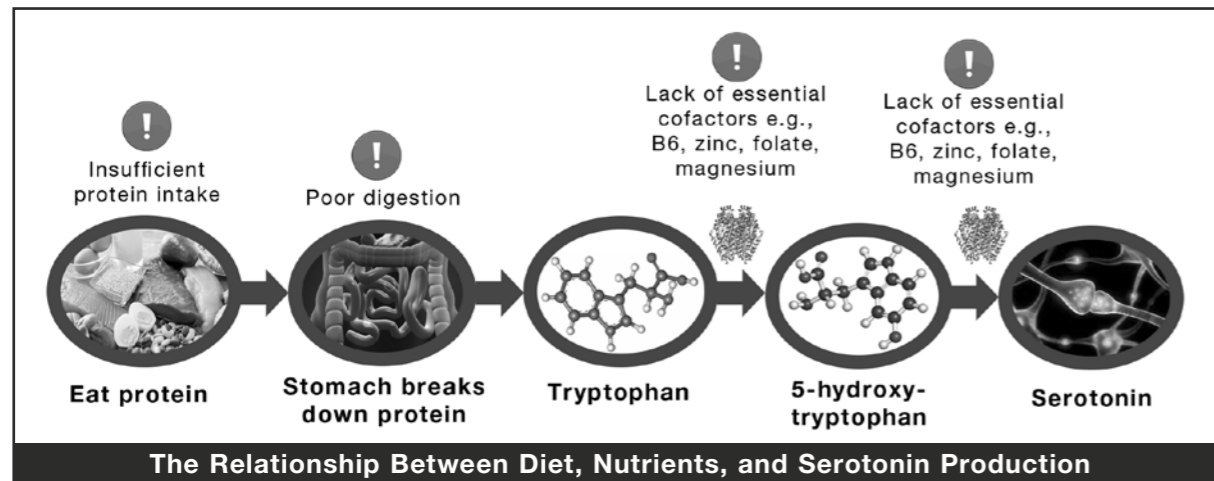 !
Insufficient
protein intake
!
Poor digestion
!
Lack of essential
cofactors e.g.,
B6, zinc, folate,
magnesium
!
Lack of essential
cofactors e.g.,
B6, zinc, folate,
magnesium
Eat protein
Stomach breaks
down protein
Tryptophan
5-hydroxy-
tryptophan
Serotonin
The Relationship Between Diet, Nutrients, and Serotonin Production